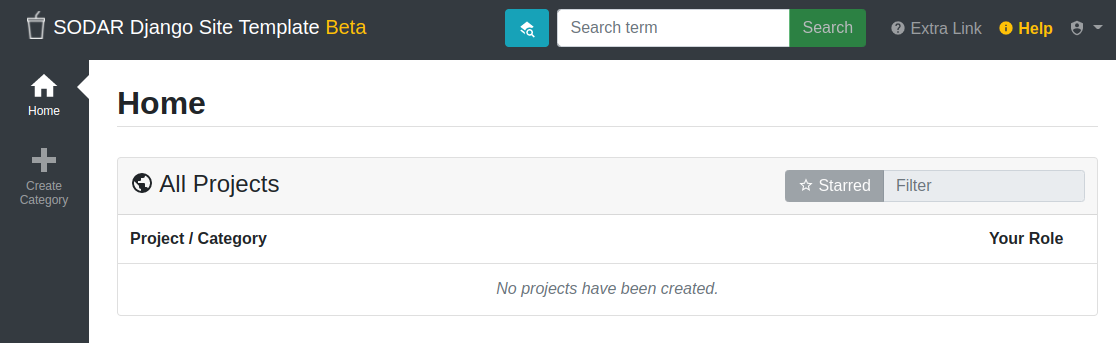 SODAR Django Site Template Beta
Search term
Search
Extra Link
Help
Home
Create
Category
Home
All Projects
Starred
Filter
Project / Category
Your Role
No projects have been created.